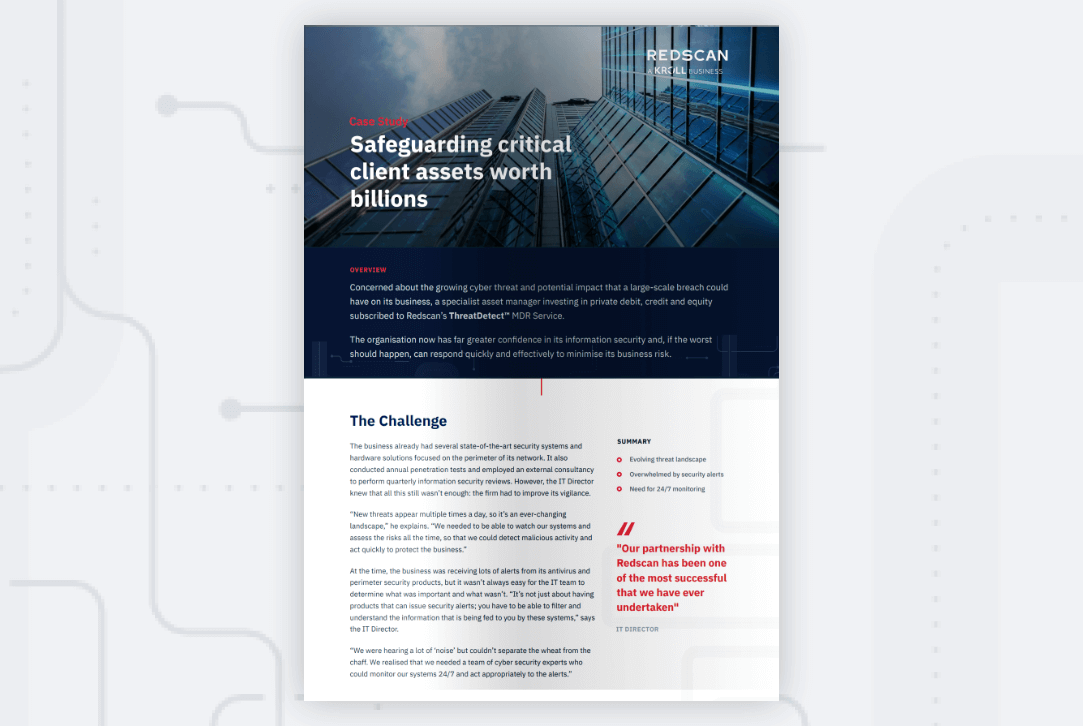 REDSCAN
A KROLL BUSINESS
Case Study
Safeguarding critical
client assets worth
billions
OVERVIEW
Concerned about the growing cyber threat and potential impact that a large-scale breach could
have on its business, a specialist asset manager investing in private debit, credit and equity
subscribed to Redscan's ThreatDetect™ MDR Service.
The organisation now has far greater confidence in its information security and, if the worst
should happen, can respond quickly and effectively to minimise its business risk.
The Challenge
The business already had several state-of-the-art security systems and
hardware solutions focused on the perimeter of its network. It also
conducted annual penetration tests and employed an external consultancy
to perform quarterly information security reviews. However, the IT Director
knew that all this still wasn't enough: the firm had to improve its vigilance.
“New threats appear multiple times a day, so it's an ever-changing
landscape,” he explains. “We needed to be able to watch our systems and
assess the risks all the time, so that we could detect malicious activity and
act quickly to protect the business.”
At the time, the business was receiving lots of alerts from its antivirus and
perimeter security products, but it wasn't always easy for the IT team to
determine what was important and what wasn't. “It's not just about having
products that can issue security alerts; you have to be able to filter and
understand the information that is being fed to you by these systems,” says
the IT Director.
“We were hearing a lot of 'noise' but couldn't separate the wheat from the
chaff. We realised that we needed a team of cyber security experts who
could monitor our systems 24/7 and act appropriately to the alerts.”
SUMMARY
Evolving threat landscape
Overwhelmed by security alerts
Need for 24/7 monitoring
"Our partnership with
Redscan has been one
of the most successful
that we have ever
undertaken"
IT DIRECTOR